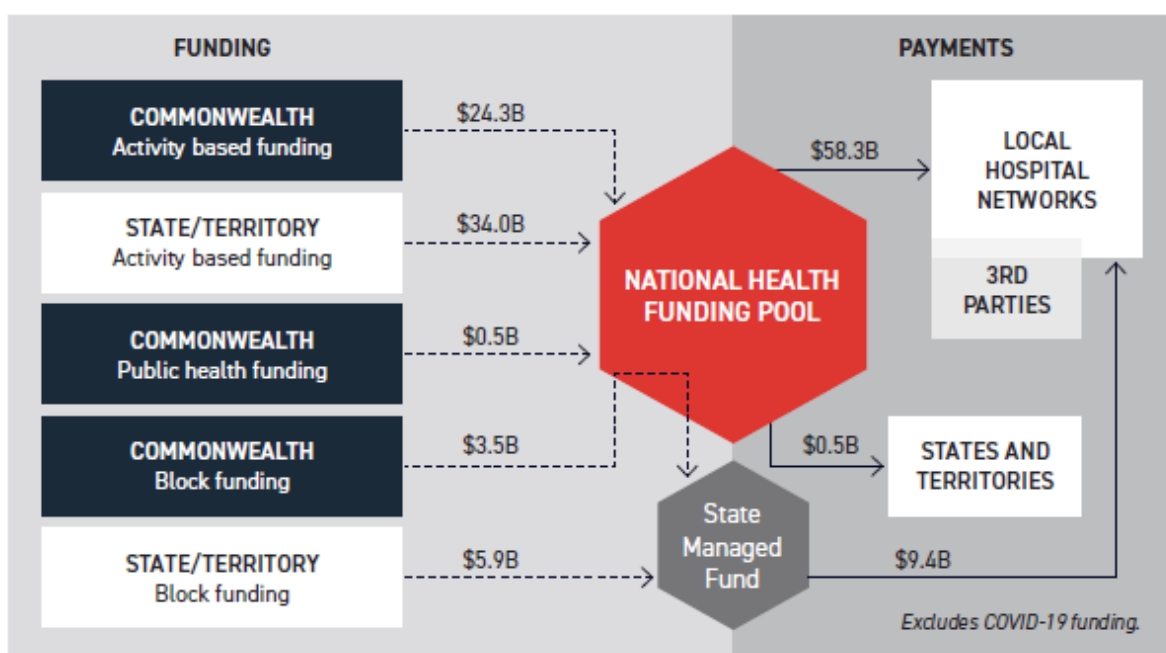 FUNDING
PAYMENTS
COMMONWEALTH
Activity based funding
$24.3B
STATE/TERRITORY
Activity based funding
$34.0B
COMMONWEALTH
Public health funding
$0.5B
COMMONWEALTH
Block funding
$3.5B
STATE/TERRITORY
Block funding
$5.9B
NATIONAL HEALTH
FUNDING POOL
State
Managed
Fund
$58.3B
LOCAL
HOSPITAL
NETWORKS
3RD
PARTIES
$0.5B
STATES AND
TERRITORIES
$9.4B
Excludes COVID-19 funding.